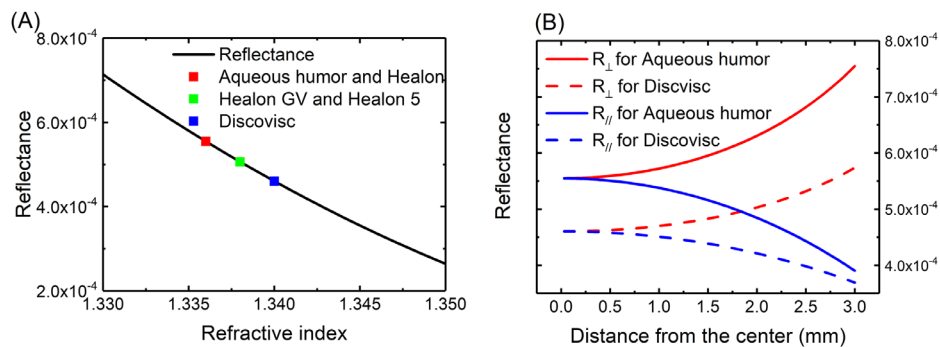 (A)
8.0x10⁻⁴
6.0x10⁻⁴
4.0x10⁻⁴
2.0x10⁻⁴
Reflectance
Reflectance
Aqueous humor and Healon
Healon GV and Healon 5
Discovisc
1.330
1.335
1.340
1.345
1.350
Refractive index
(B)
R⊥ for Aqueous humor
R⊥ for Discvisc
R// for Aqueous humor
R// for Discovisc
Reflectance
8.0x10⁻⁴
7.0x10⁻⁴
6.0x10⁻⁴
5.0x10⁻⁴
4.0x10⁻⁴
0.0
0.5
1.0
1.5
2.0
2.5
3.0
Distance from the center (mm)